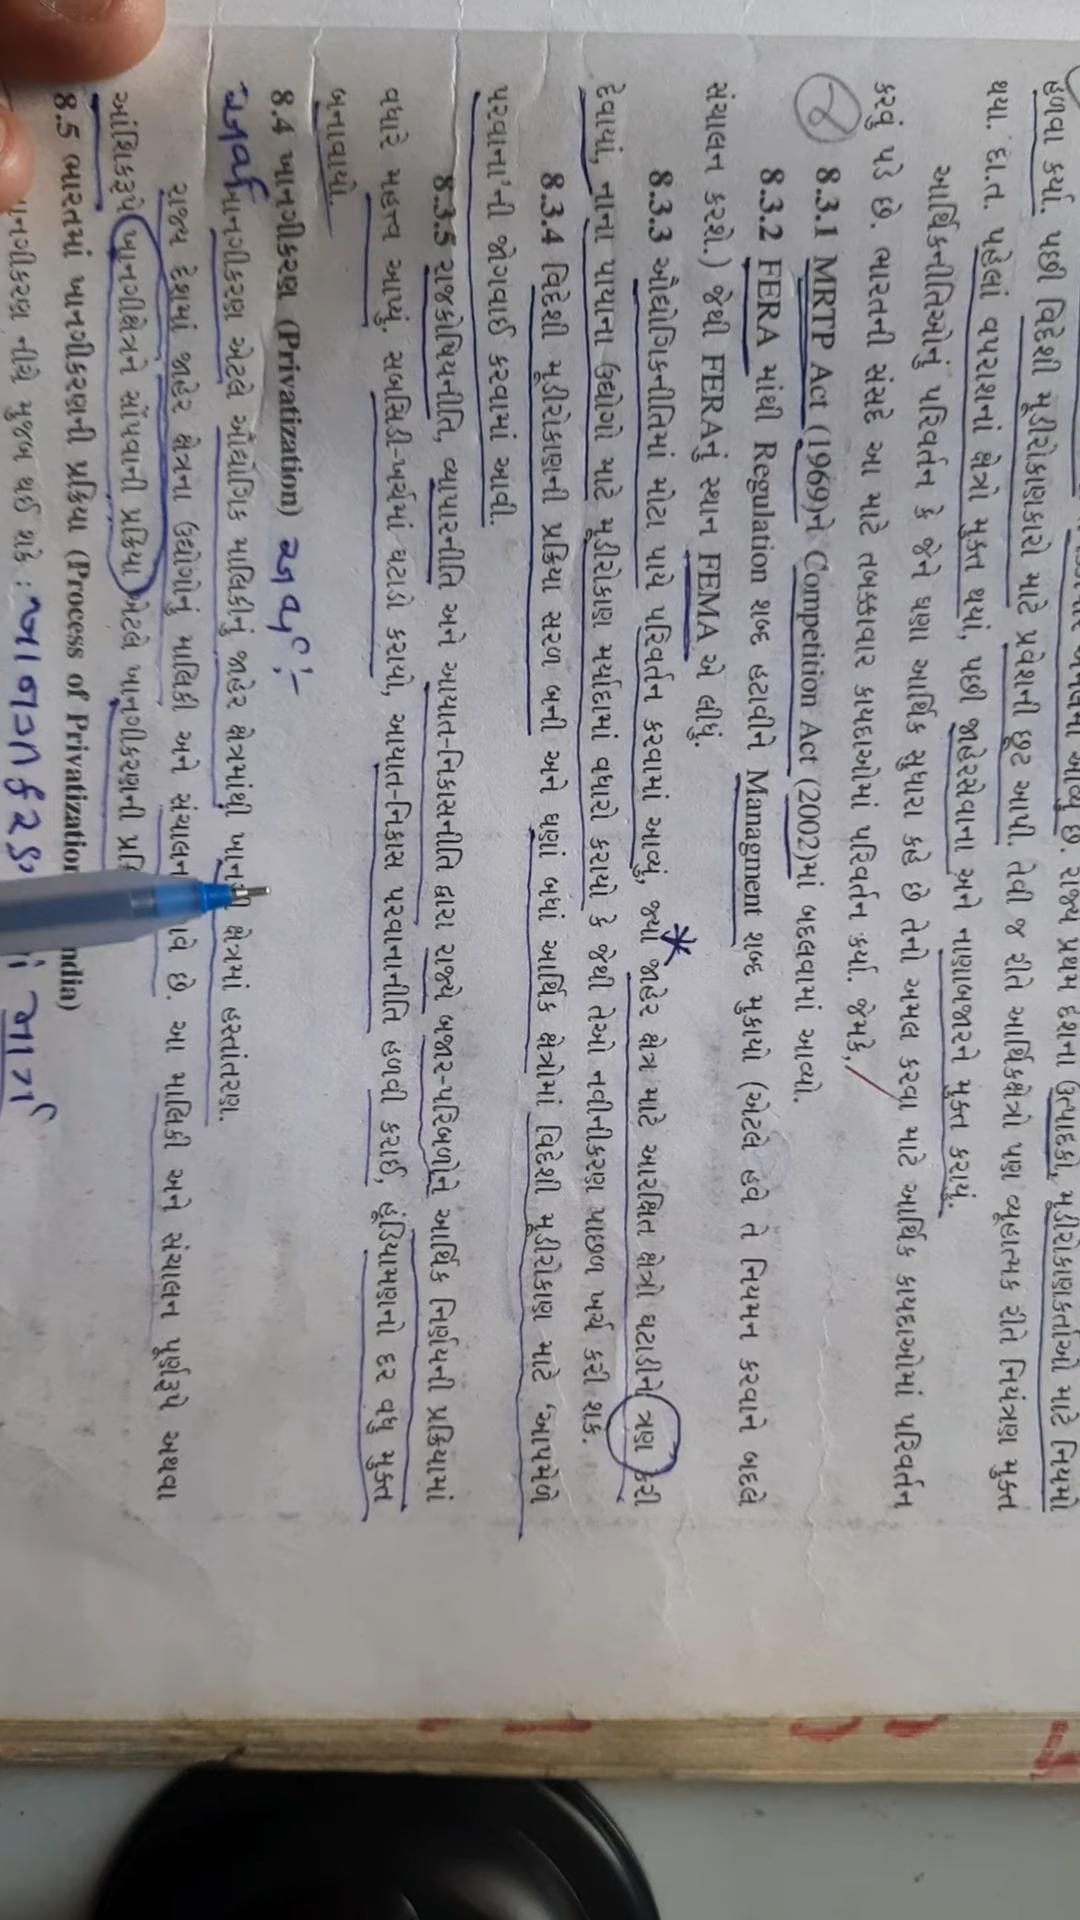 હળવા કર્યા. પછી વિદેશી મૂડીરોકાણકારો માટે પ્રવેશની છૂટ આપી. તેવી જ રીતે આર્થિકક્ષેત્રો પણ વ્યૂહાત્મક રીતે નિયંત્રણ મુક્ત
થયા. દા.ત. પહેલાં વપરાશનાં ક્ષેત્રો મુક્ત થયાં, પછી જાહેરસેવાના અને નાણાબજારને મુક્ત કરાયું.
આર્થિકનીતિઓનું પરિવર્તન કે જેને ઘણા આર્થિક સુધારા કહે છે તેનો અમલ કરવા માટે આર્થિક કાયદાઓમાં પરિવર્તન
કરવું પડે છે. ભારતની સંસદે આ માટે તબક્કાવાર કાયદાઓમાં પરિવર્તન કર્યા. જેમકે,
8.3.1 MRTP Act (1969)ને Competition Act (2002)માં બદલવામાં આવ્યો.
8.3.2 FERA માંથી Regulation શબ્દ હટાવીને Managment શબ્દ મુકાયો (એટલે હવે તે નિયમન કરવાને બદલે
સંચાલન કરશે.) જેથી FERAનું સ્થાન FEMA એ લીધું.
8.3.3 ઔદ્યોગિકનીતિમાં મોટા પાયે પરિવર્તન કરવામાં આવ્યું, જ્યાં જાહેર ક્ષેત્ર માટે આરક્ષિત ક્ષેત્રો ઘટાડીને ત્રણ કરી
દેવાયાં, નાના પાયાના ઉદ્યોગો માટે મૂડીરોકાણ મર્યાદામાં વધારો કરાયો કે જેથી તેઓ નવીનીકરણ પાછળ ખર્ચ કરી શકે.
8.3.4 વિદેશી મૂડીરોકાણની પ્રક્રિયા સરળ બની અને ઘણાં બધાં આર્થિક ક્ષેત્રોમાં વિદેશી મૂડીરોકાણ માટે ‘આપમેળે
પરવાના’ની જોગવાઈ કરવામાં આવી.
8.3.5 રાજકોષિયનીતિ, વ્યાપારનીતિ અને આયાત-નિકાસનીતિ દ્વારા રાજ્યે બજાર-પરિબળોને આર્થિક નિર્ણયની પ્રક્રિયામાં
વધારે મહત્ત્વ આપ્યું. સબસિડી-ખર્ચમાં ઘટાડો કરાયો, આયાત-નિકાસ પરવાનાનીતિ હળવી કરાઈ, હૂંડિયામણનો દર વધુ મુક્ત
બનાવાયો.
8.4 ખાનગીકરણ (Privatization) અર્થ :-
ખાનગીકરણ એટલે ઔદ્યોગિક માલિકીનું જાહેર ક્ષેત્રમાંથી ક્ષેત્રમાં હસ્તાંતરણ.
રાજ્ય દેશમાં જાહેર ક્ષેત્રના ઉદ્યોગોનું માલિકી અને સંચાલન છે. આ માલિકી અને સંચાલન પૂર્ણરૂપે અથવા
આંશિકરૂપે ખાનગીક્ષેત્રને સોંપવાની પ્રક્રિયા એટલે ખાનગીકરણની
8.5 ભારતમાં ખાનગીકરણની પ્રક્રિયા (Process of Privatization
નીચે મુજબ થઈ શકે :